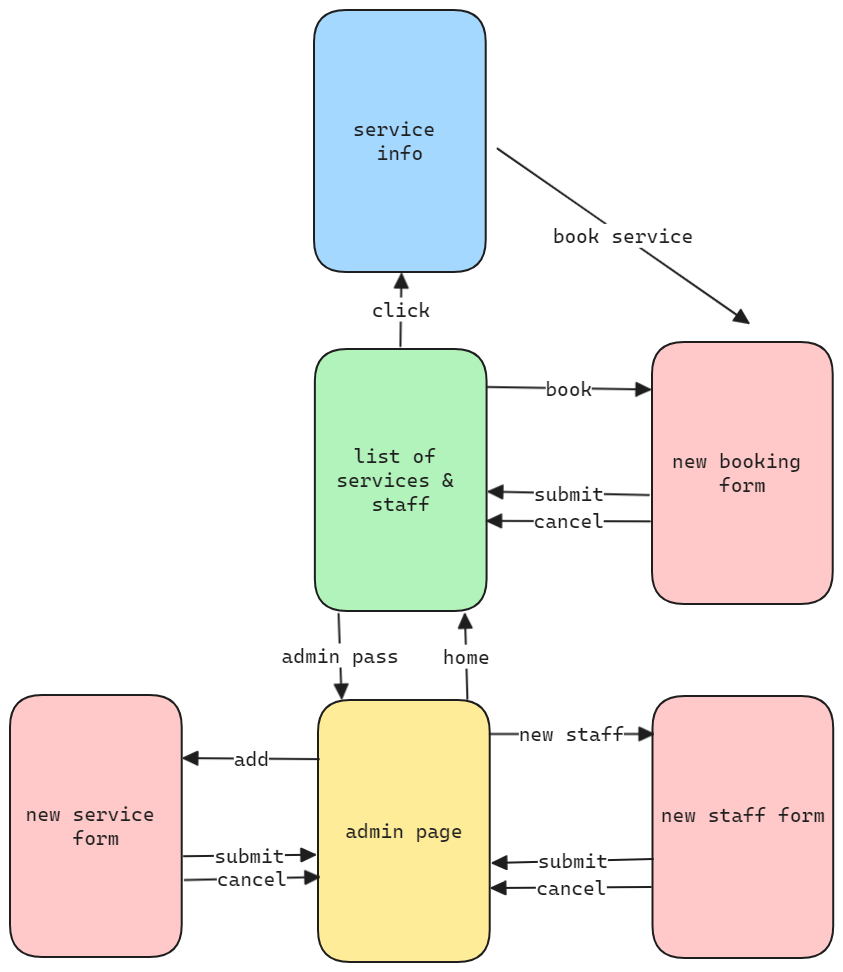 service
info
book service
click
book
list of
services &
staff
new booking
form
submit
cancel
admin pass
home
new staff
add
new service
form
admin page
new staff form
submit
cancel
submit
cancel